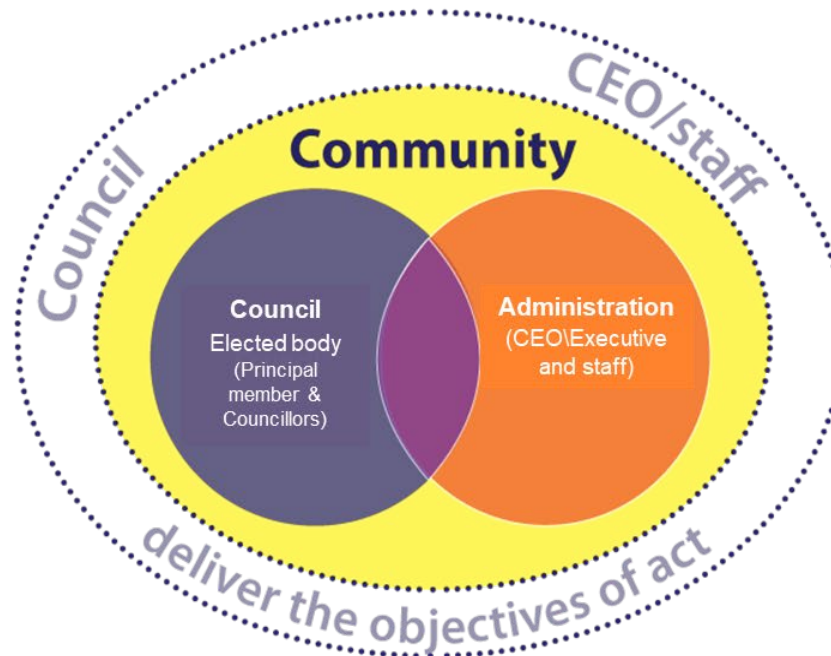 Council
CEO/staff
Community
Council
Elected body
(Principal
member &
Councillors)
Administration
(CEO\Executive
and staff)
deliver the objectives of act